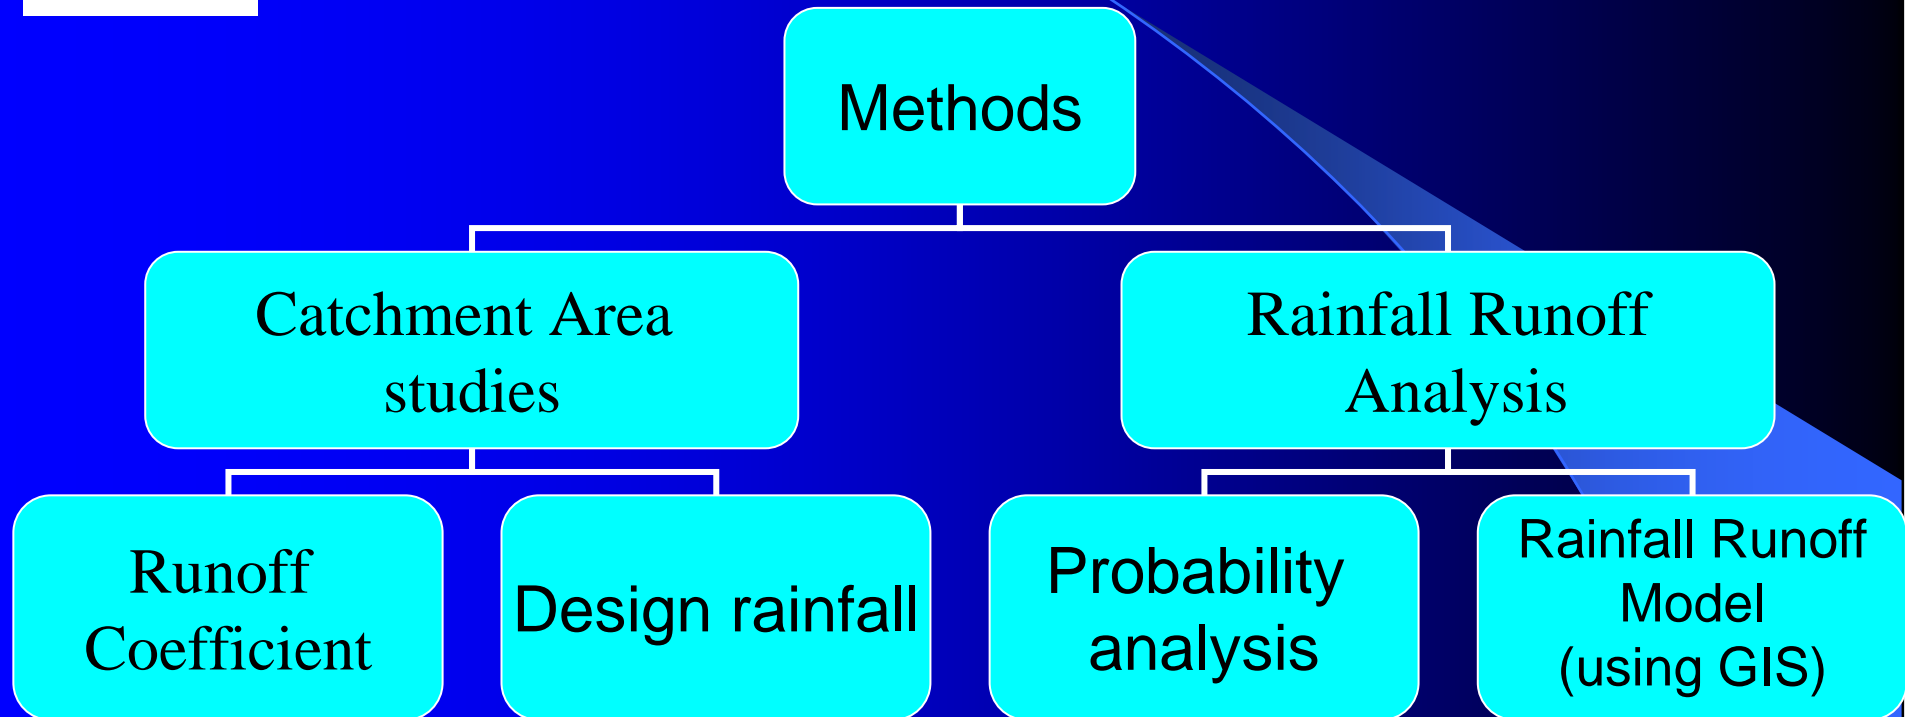 Methods
Catchment Area
studies
Rainfall Runoff
Analysis
Runoff
Coefficient
Design rainfall
Probability
analysis
Rainfall Runoff
Model
(using GIS)